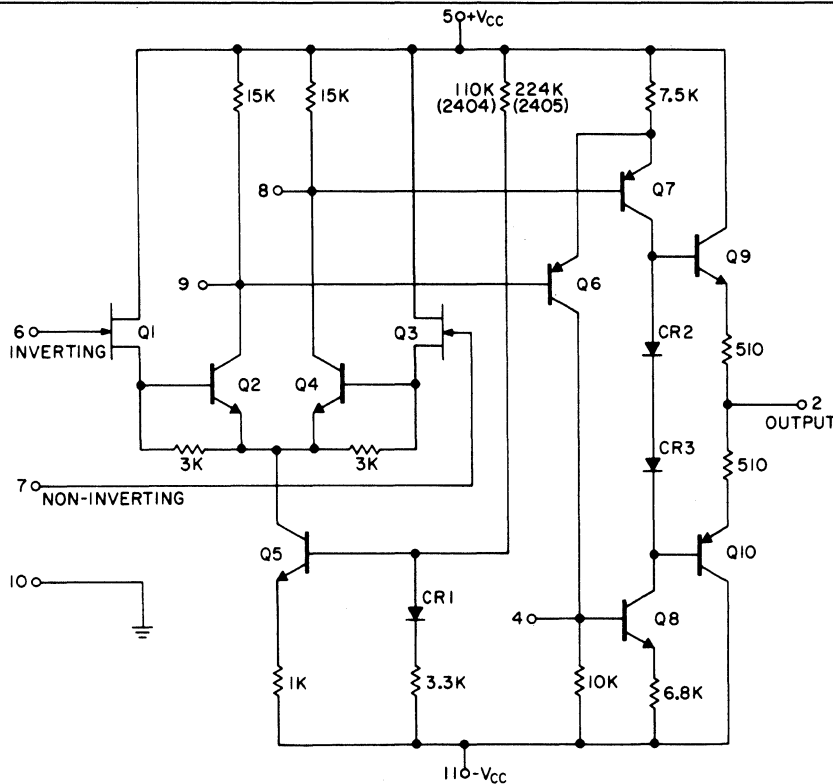 5 +VCC
15K
15K
110K
(2404)
224K
(2405)
7.5K
8
Q7
Q9
9
Q6
6
INVERTING
Q1
Q3
CR2
510
Q2
Q4
2
OUTPUT
3K
3K
CR3
510
7
NON-INVERTING
Q5
Q10
10
CR1
4
Q8
1K
3.3K
10K
6.8K
11 -VCC